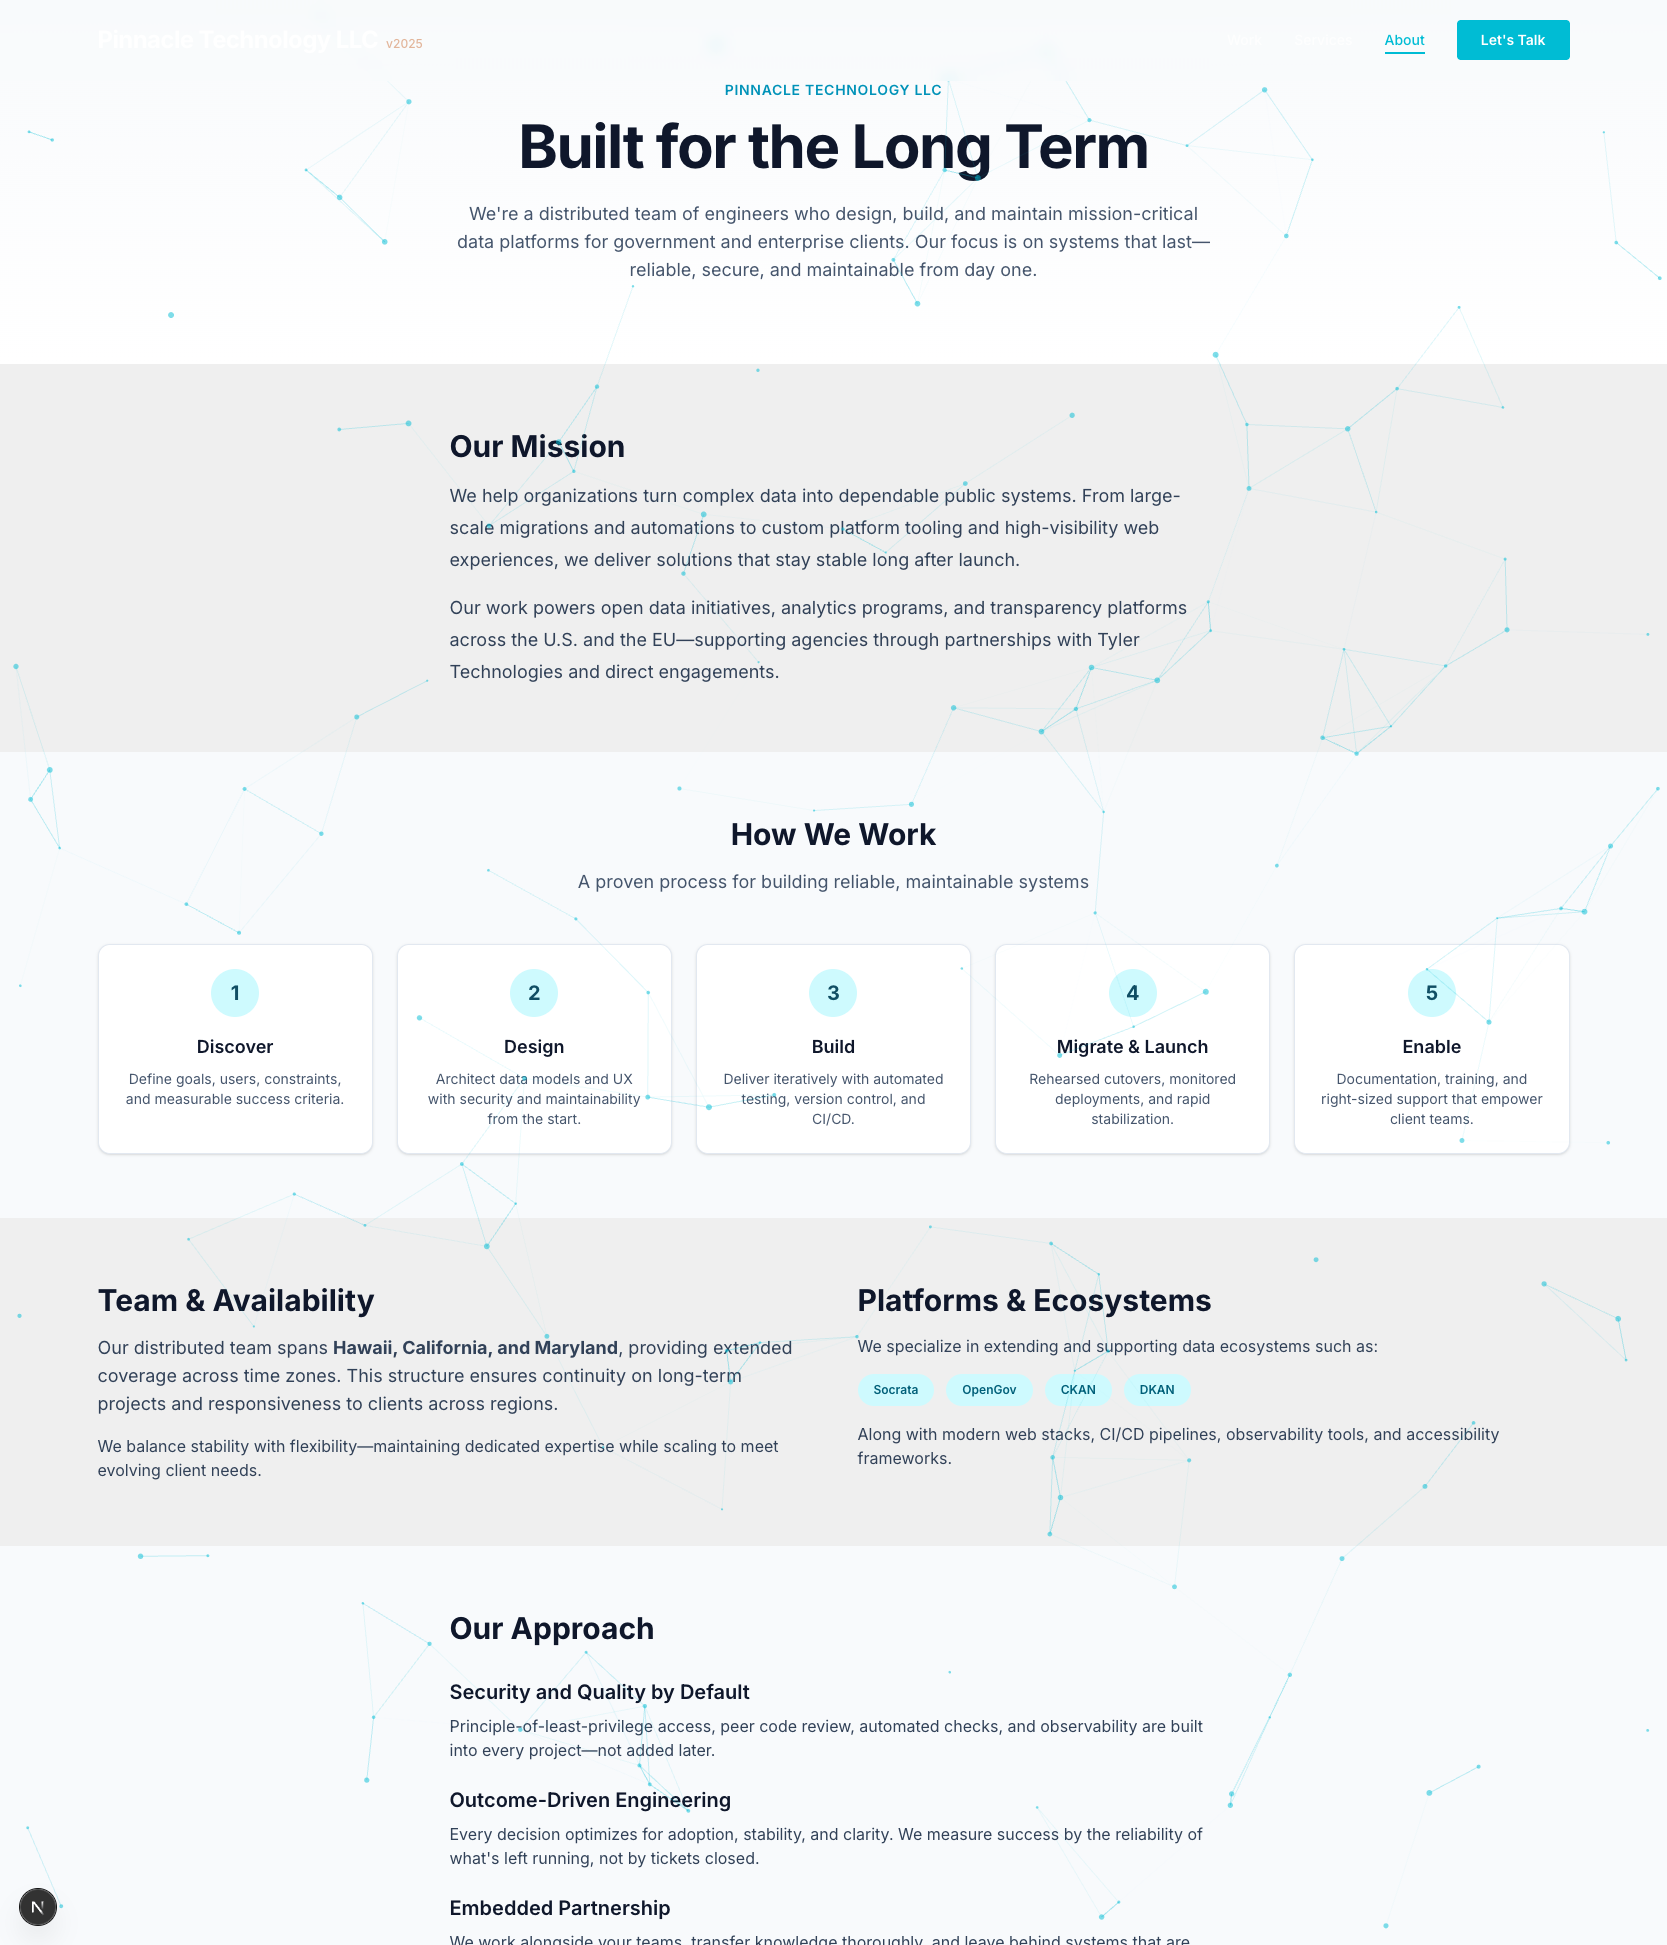 Pinnacle Technology LLC v2025
About
Let's Talk
PINNACLE TECHNOLOGY LLC
Built for the Long Term
We're a distributed team of engineers who design, build, and maintain mission-critical
data platforms for government and enterprise clients. Our focus is on systems that last—
reliable, secure, and maintainable from day one.
Our Mission
We help organizations turn complex data into dependable public systems. From large-
scale migrations and automations to custom platform tooling and high-visibility web
experiences, we deliver solutions that stay stable long after launch.
Our work powers open data initiatives, analytics programs, and transparency platforms
across the U.S. and the EU—supporting agencies through partnerships with Tyler
Technologies and direct engagements.
How We Work
A proven process for building reliable, maintainable systems
1
Discover
Define goals, users, constraints,
and measurable success criteria.
2
Design
Architect data models and UX
with security and maintainability
from the start.
3
Build
Deliver iteratively with automated
testing, version control, and
CI/CD.
4
Migrate & Launch
Rehearsed cutovers, monitored
deployments, and rapid
stabilization.
5
Enable
Documentation, training, and
right-sized support that empower
client teams.
Team & Availability
Our distributed team spans Hawaii, California, and Maryland, providing extended
coverage across time zones. This structure ensures continuity on long-term
projects and responsiveness to clients across regions.
We balance stability with flexibility—maintaining dedicated expertise while scaling to meet
evolving client needs.
Platforms & Ecosystems
We specialize in extending and supporting data ecosystems such as:
Socrata
OpenGov
CKAN
DKAN
Along with modern web stacks, CI/CD pipelines, observability tools, and accessibility
frameworks.
Our Approach
Security and Quality by Default
Principle-of-least-privilege access, peer code review, automated checks, and observability are built
into every project—not added later.
Outcome-Driven Engineering
Every decision optimizes for adoption, stability, and clarity. We measure success by the reliability of
what's left running, not by tickets closed.
Embedded Partnership
We work alongside your teams, transfer knowledge thoroughly, and leave behind systems that are